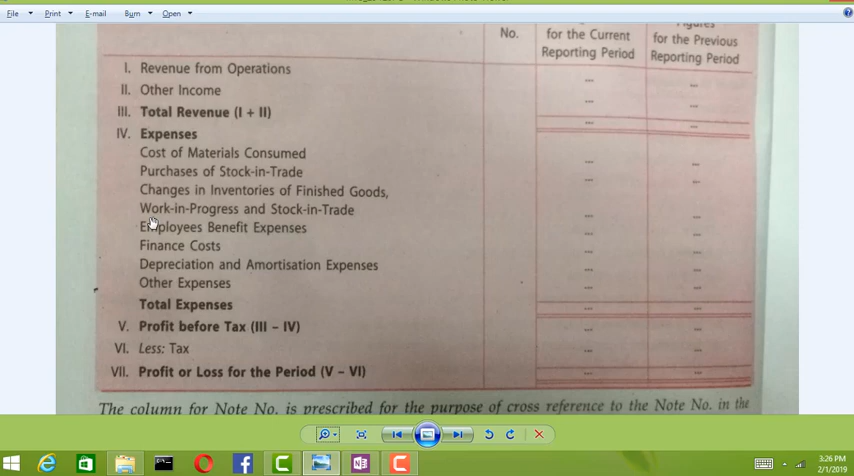 File Print E-mail Burn Open
No.
for the Current
Reporting Period
Figures
for the Previous
Reporting Period
I. Revenue from Operations
II. Other Income
III. Total Revenue (I + II)
IV. Expenses
Cost of Materials Consumed
Purchases of Stock-in-Trade
Changes in Inventories of Finished Goods,
Work-in-Progress and Stock-in-Trade
Employees Benefit Expenses
Finance Costs
Depreciation and Amortisation Expenses
Other Expenses
Total Expenses
V. Profit before Tax (III – IV)
VI. Less: Tax
VII. Profit or Loss for the Period (V – VI)
The column for Note No. is prescribed for the purpose of cross reference to the Note No. in the
3:26 PM
2/1/2019